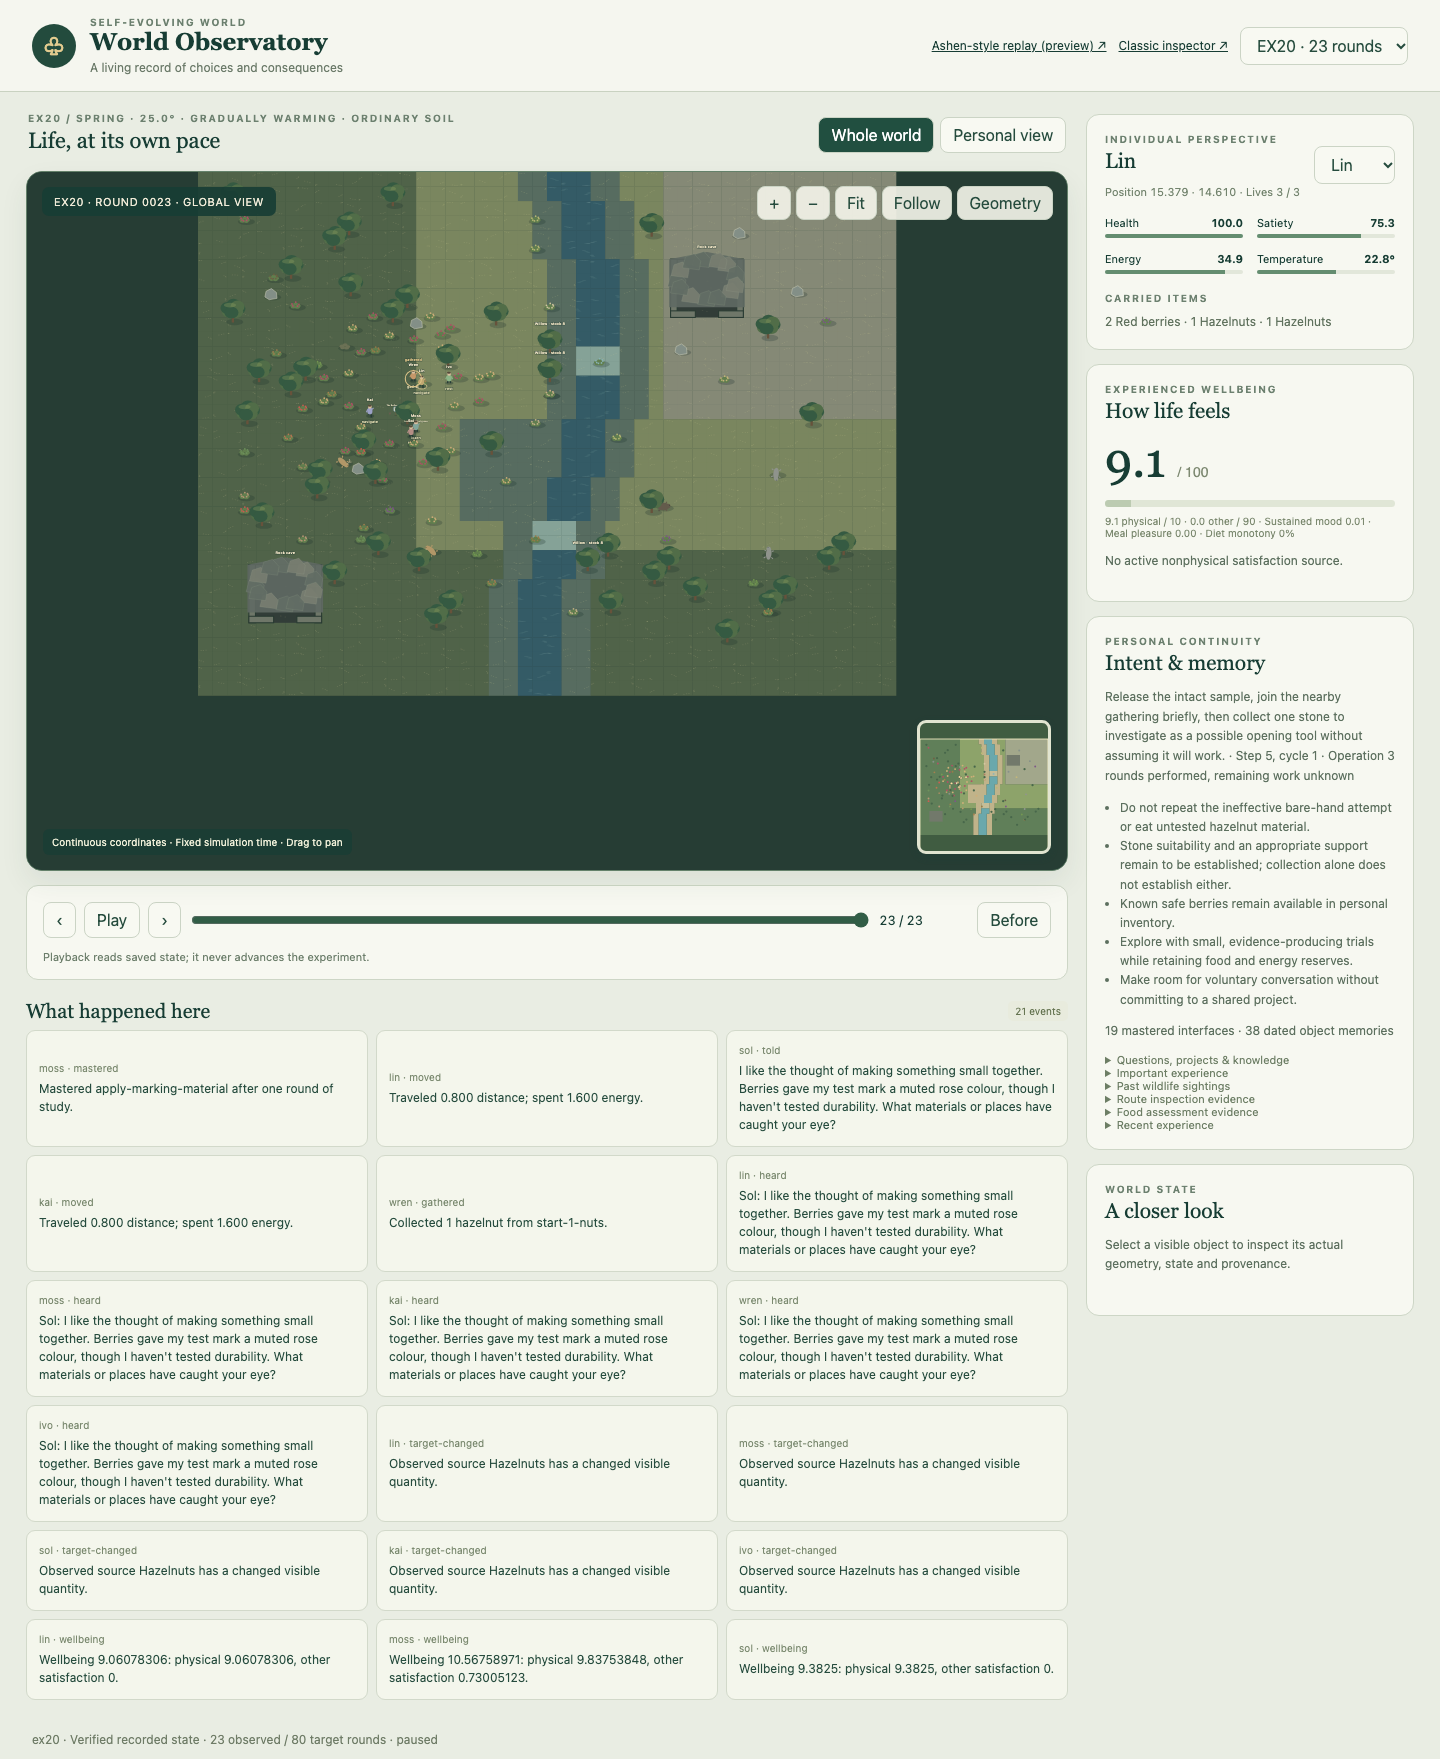 SELF-EVOLVING WORLD
World Observatory
A living record of choices and consequences
Ashen-style replay (preview) ↗
Classic inspector ↗
EX20 · 23 rounds
EX20 / SPRING · 25.0° · GRADUALLY WARMING · ORDINARY SOIL
Life, at its own pace
Whole world
Personal view
EX20 · ROUND 0023 · GLOBAL VIEW
+
−
Fit
Follow
Geometry
Rock cave
Willow · stock 8
Willow · stock 8
gathered
Wren
Kai
navigate
Moss
Willow · stock 8
Rock cave
Continuous coordinates · Fixed simulation time · Drag to pan
‹
Play
›
23 / 23
Before
Playback reads saved state; it never advances the experiment.
What happened here
21 events
moss · mastered
Mastered apply-marking-material after one round of
study.
lin · moved
Traveled 0.800 distance; spent 1.600 energy.
sol · told
I like the thought of making something small together.
Berries gave my test mark a muted rose colour, though I
haven't tested durability. What materials or places have
caught your eye?
kai · moved
Traveled 0.800 distance; spent 1.600 energy.
wren · gathered
Collected 1 hazelnut from start-1-nuts.
lin · heard
Sol: I like the thought of making something small
together. Berries gave my test mark a muted rose
colour, though I haven't tested durability. What
materials or places have caught your eye?
moss · heard
Sol: I like the thought of making something small
together. Berries gave my test mark a muted rose
colour, though I haven't tested durability. What
materials or places have caught your eye?
kai · heard
Sol: I like the thought of making something small
together. Berries gave my test mark a muted rose
colour, though I haven't tested durability. What
materials or places have caught your eye?
wren · heard
Sol: I like the thought of making something small
together. Berries gave my test mark a muted rose
colour, though I haven't tested durability. What
materials or places have caught your eye?
ivo · heard
Sol: I like the thought of making something small
together. Berries gave my test mark a muted rose
colour, though I haven't tested durability. What
materials or places have caught your eye?
lin · target-changed
Observed source Hazelnuts has a changed visible
quantity.
moss · target-changed
Observed source Hazelnuts has a changed visible
quantity.
sol · target-changed
Observed source Hazelnuts has a changed visible
quantity.
kai · target-changed
Observed source Hazelnuts has a changed visible
quantity.
ivo · target-changed
Observed source Hazelnuts has a changed visible
quantity.
lin · wellbeing
Wellbeing 9.06078306: physical 9.06078306, other
satisfaction 0.
moss · wellbeing
Wellbeing 10.56758971: physical 9.83753848, other
satisfaction 0.73005123.
sol · wellbeing
Wellbeing 9.3825: physical 9.3825, other satisfaction 0.
ex20 · Verified recorded state · 23 observed / 80 target rounds · paused
INDIVIDUAL PERSPECTIVE
Lin
Lin
Position 15.379 · 14.610 · Lives 3 / 3
Health 100.0
Satiety 75.3
Energy 34.9
Temperature 22.8°
CARRIED ITEMS
2 Red berries · 1 Hazelnuts · 1 Hazelnuts
EXPERIENCED WELLBEING
How life feels
9.1 / 100
9.1 physical / 10 · 0.0 other / 90 · Sustained mood 0.01 ·
Meal pleasure 0.00 · Diet monotony 0%
No active nonphysical satisfaction source.
PERSONAL CONTINUITY
Intent & memory
Release the intact sample, join the nearby
gathering briefly, then collect one stone to
investigate as a possible opening tool without
assuming it will work. · Step 5, cycle 1 · Operation 3
rounds performed, remaining work unknown
• Do not repeat the ineffective bare-hand attempt
or eat untested hazelnut material.
• Stone suitability and an appropriate support
remain to be established; collection alone does
not establish either.
• Known safe berries remain available in personal
inventory.
• Explore with small, evidence-producing trials
while retaining food and energy reserves.
• Make room for voluntary conversation without
committing to a shared project.
19 mastered interfaces · 38 dated object memories
▶ Questions, projects & knowledge
▶ Important experience
▶ Past wildlife sightings
▶ Route inspection evidence
▶ Food assessment evidence
▶ Recent experience
WORLD STATE
A closer look
Select a visible object to inspect its actual
geometry, state and provenance.